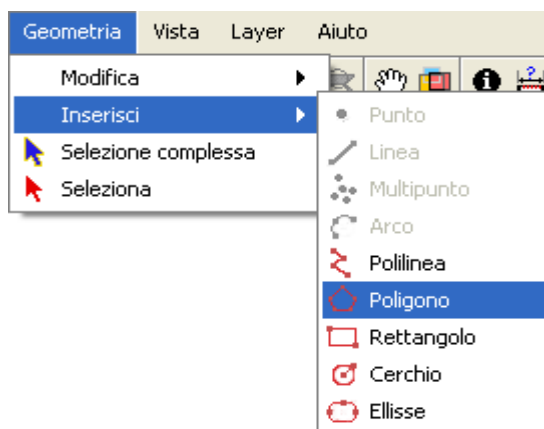 Geometria Vista Layer Aiuto
Modifica
Inserisci
Selezione complessa
Seleziona
Punto
Linea
Multipunto
Arco
Polilinea
Poligono
Rettangolo
Cerchio
Ellisse